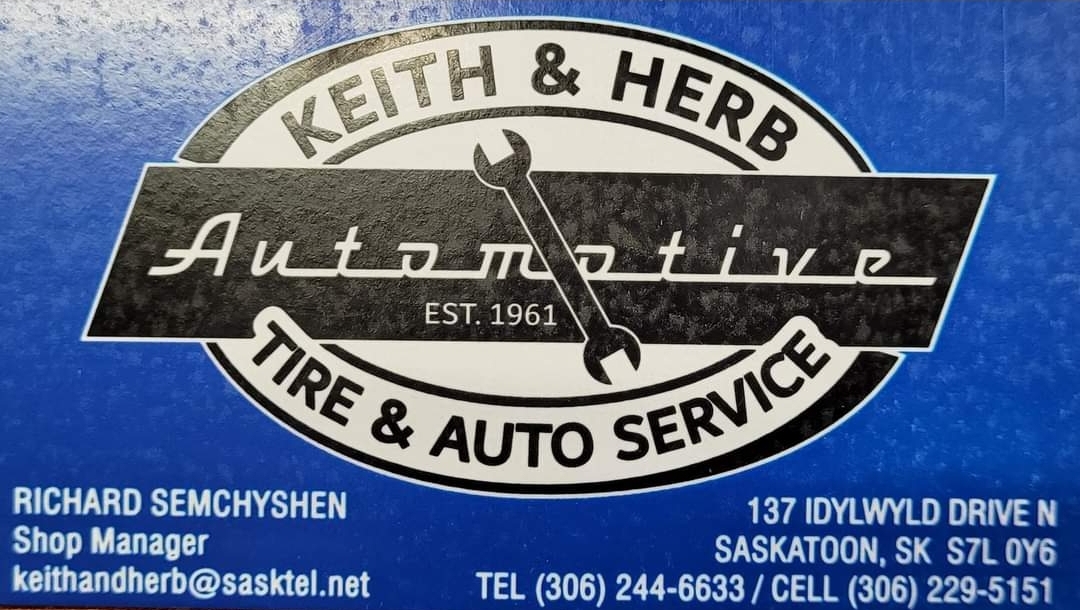 KEITH & HERB
Automotive
EST. 1961
TIRE & AUTO SERVICE
RICHARD SEMCHYSHEN
Shop Manager
keithandherb@sasktel.net
137 IDYLWYLD DRIVE N
SASKATOON, SK S7L 0Y6
TEL (306) 244-6633 / CELL (306) 229-5151